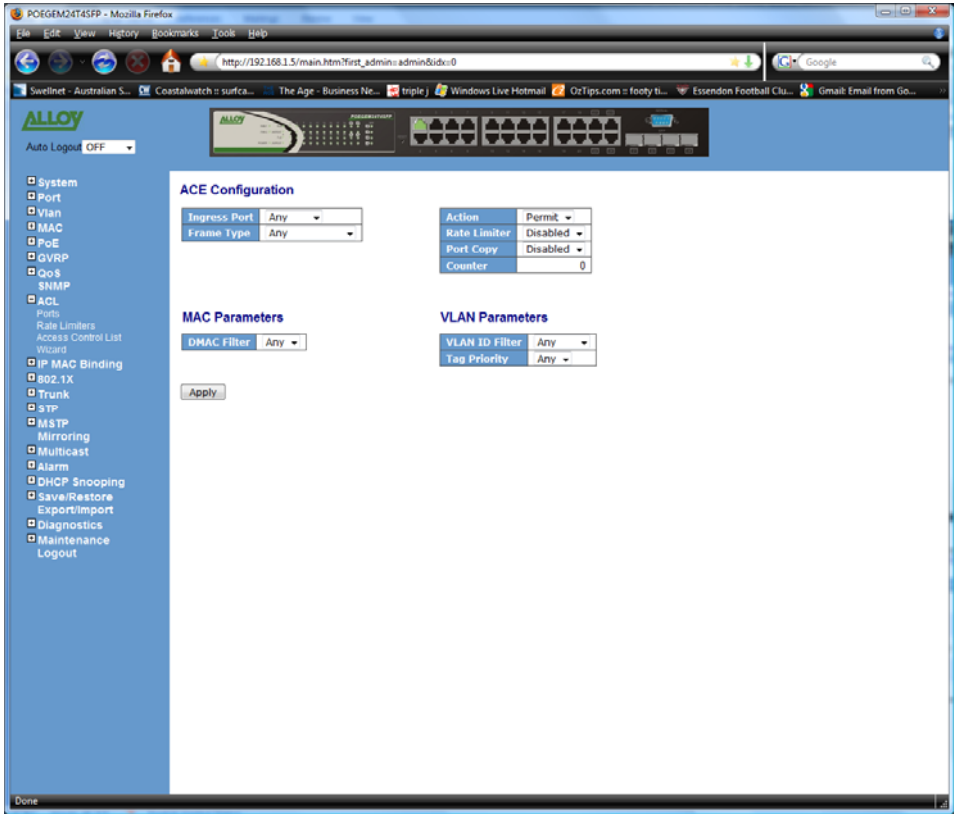 POEGEM24T4SFP - Mozilla Firefox
File Edit View History Bookmarks Tools Help
http://192.168.1.5/main.htm?first_admin=admin&idx=0
Google
Swellnet - Australian S... Coastalwatch :: surfca... The Age - Business Ne... triple j Windows Live Hotmail OzTips.com :: footy ti... Essendon Football Clu... Gmail: Email from Go...
ALLOY
Auto Logout OFF
ALLOY
System
Port
Vlan
MAC
PoE
GVRP
QoS
SNMP
ACL
Ports
Rate Limiters
Access Control List
Wizard
IP MAC Binding
802.1X
Trunk
STP
MSTP
Mirroring
Multicast
Alarm
DHCP Snooping
Save/Restore
Export/Import
Diagnostics
Maintenance
Logout
ACE Configuration
Ingress Port Any
Frame Type Any
Action Permit
Rate Limiter Disabled
Port Copy Disabled
Counter 0
MAC Parameters
DMAC Filter Any
VLAN Parameters
VLAN ID Filter Any
Tag Priority Any
Apply
Done